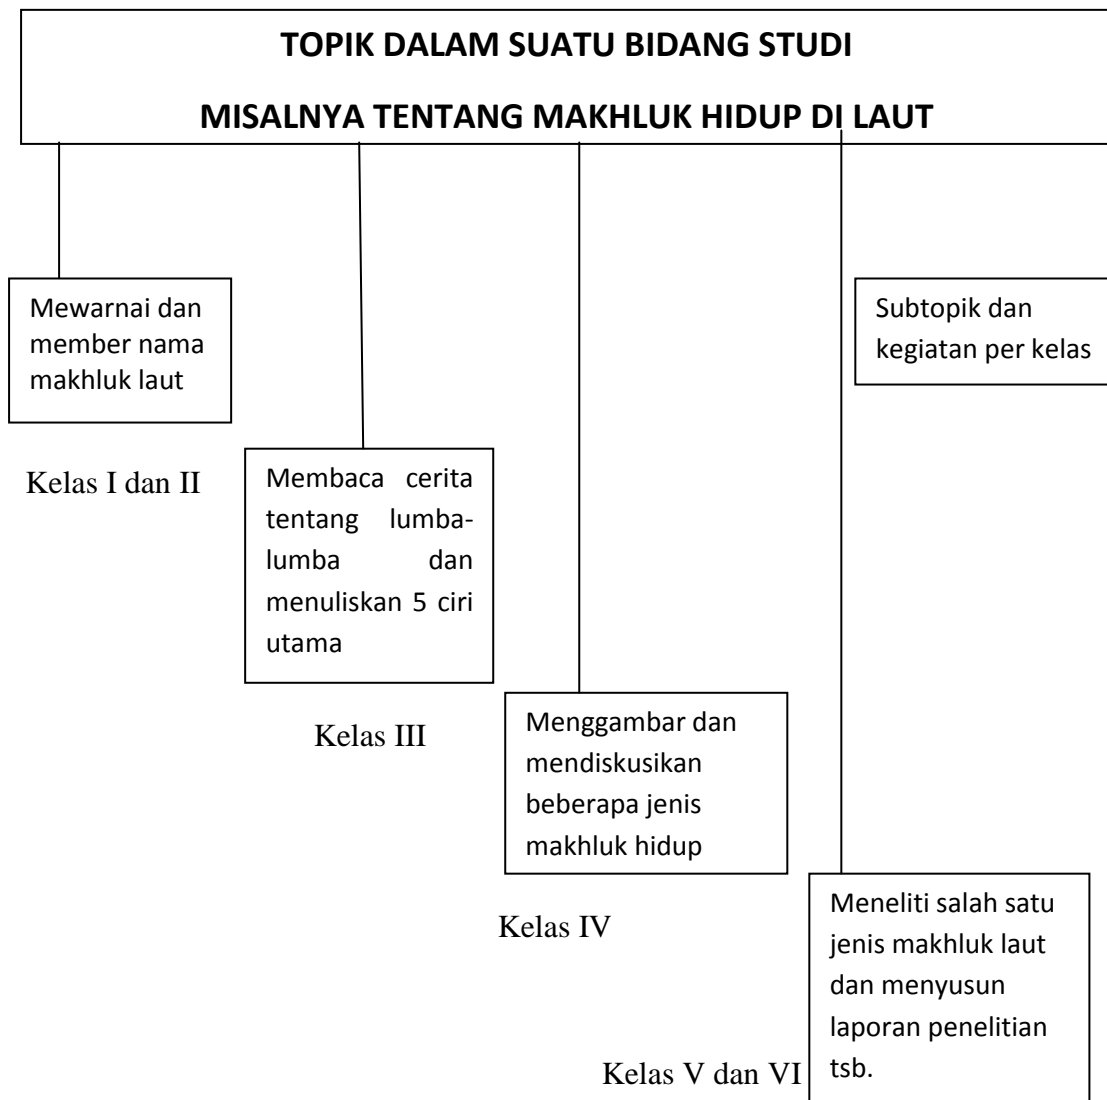 TOPIK DALAM SUATU BIDANG STUDI
MISALNYA TENTANG MAKHLUK HIDUP DI LAUT
Mewarnai dan
member nama
makhluk laut
Kelas I dan II
Subtopik dan
kegiatan per kelas
Membaca cerita
tentang lumba-
lumba dan
menuliskan 5 ciri
utama
Kelas III
Menggambar dan
mendiskusikan
beberapa jenis
makhluk hidup
Kelas IV
Meneliti salah satu
jenis makhluk laut
dan menyusun
laporan penelitian
tsb.
Kelas V dan VI